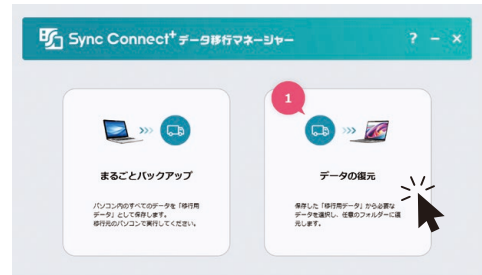 Sync Connect+ データ移行マネージャー ? − ×
1
まるごとバックアップ
パソコン内のすべてのデータを「移行用
データ」として保存します。
移行元のパソコンで実行してください。
データの復元
保存した「移行用データ」から必要な
データを選択し、任意のフォルダーに復
元します。